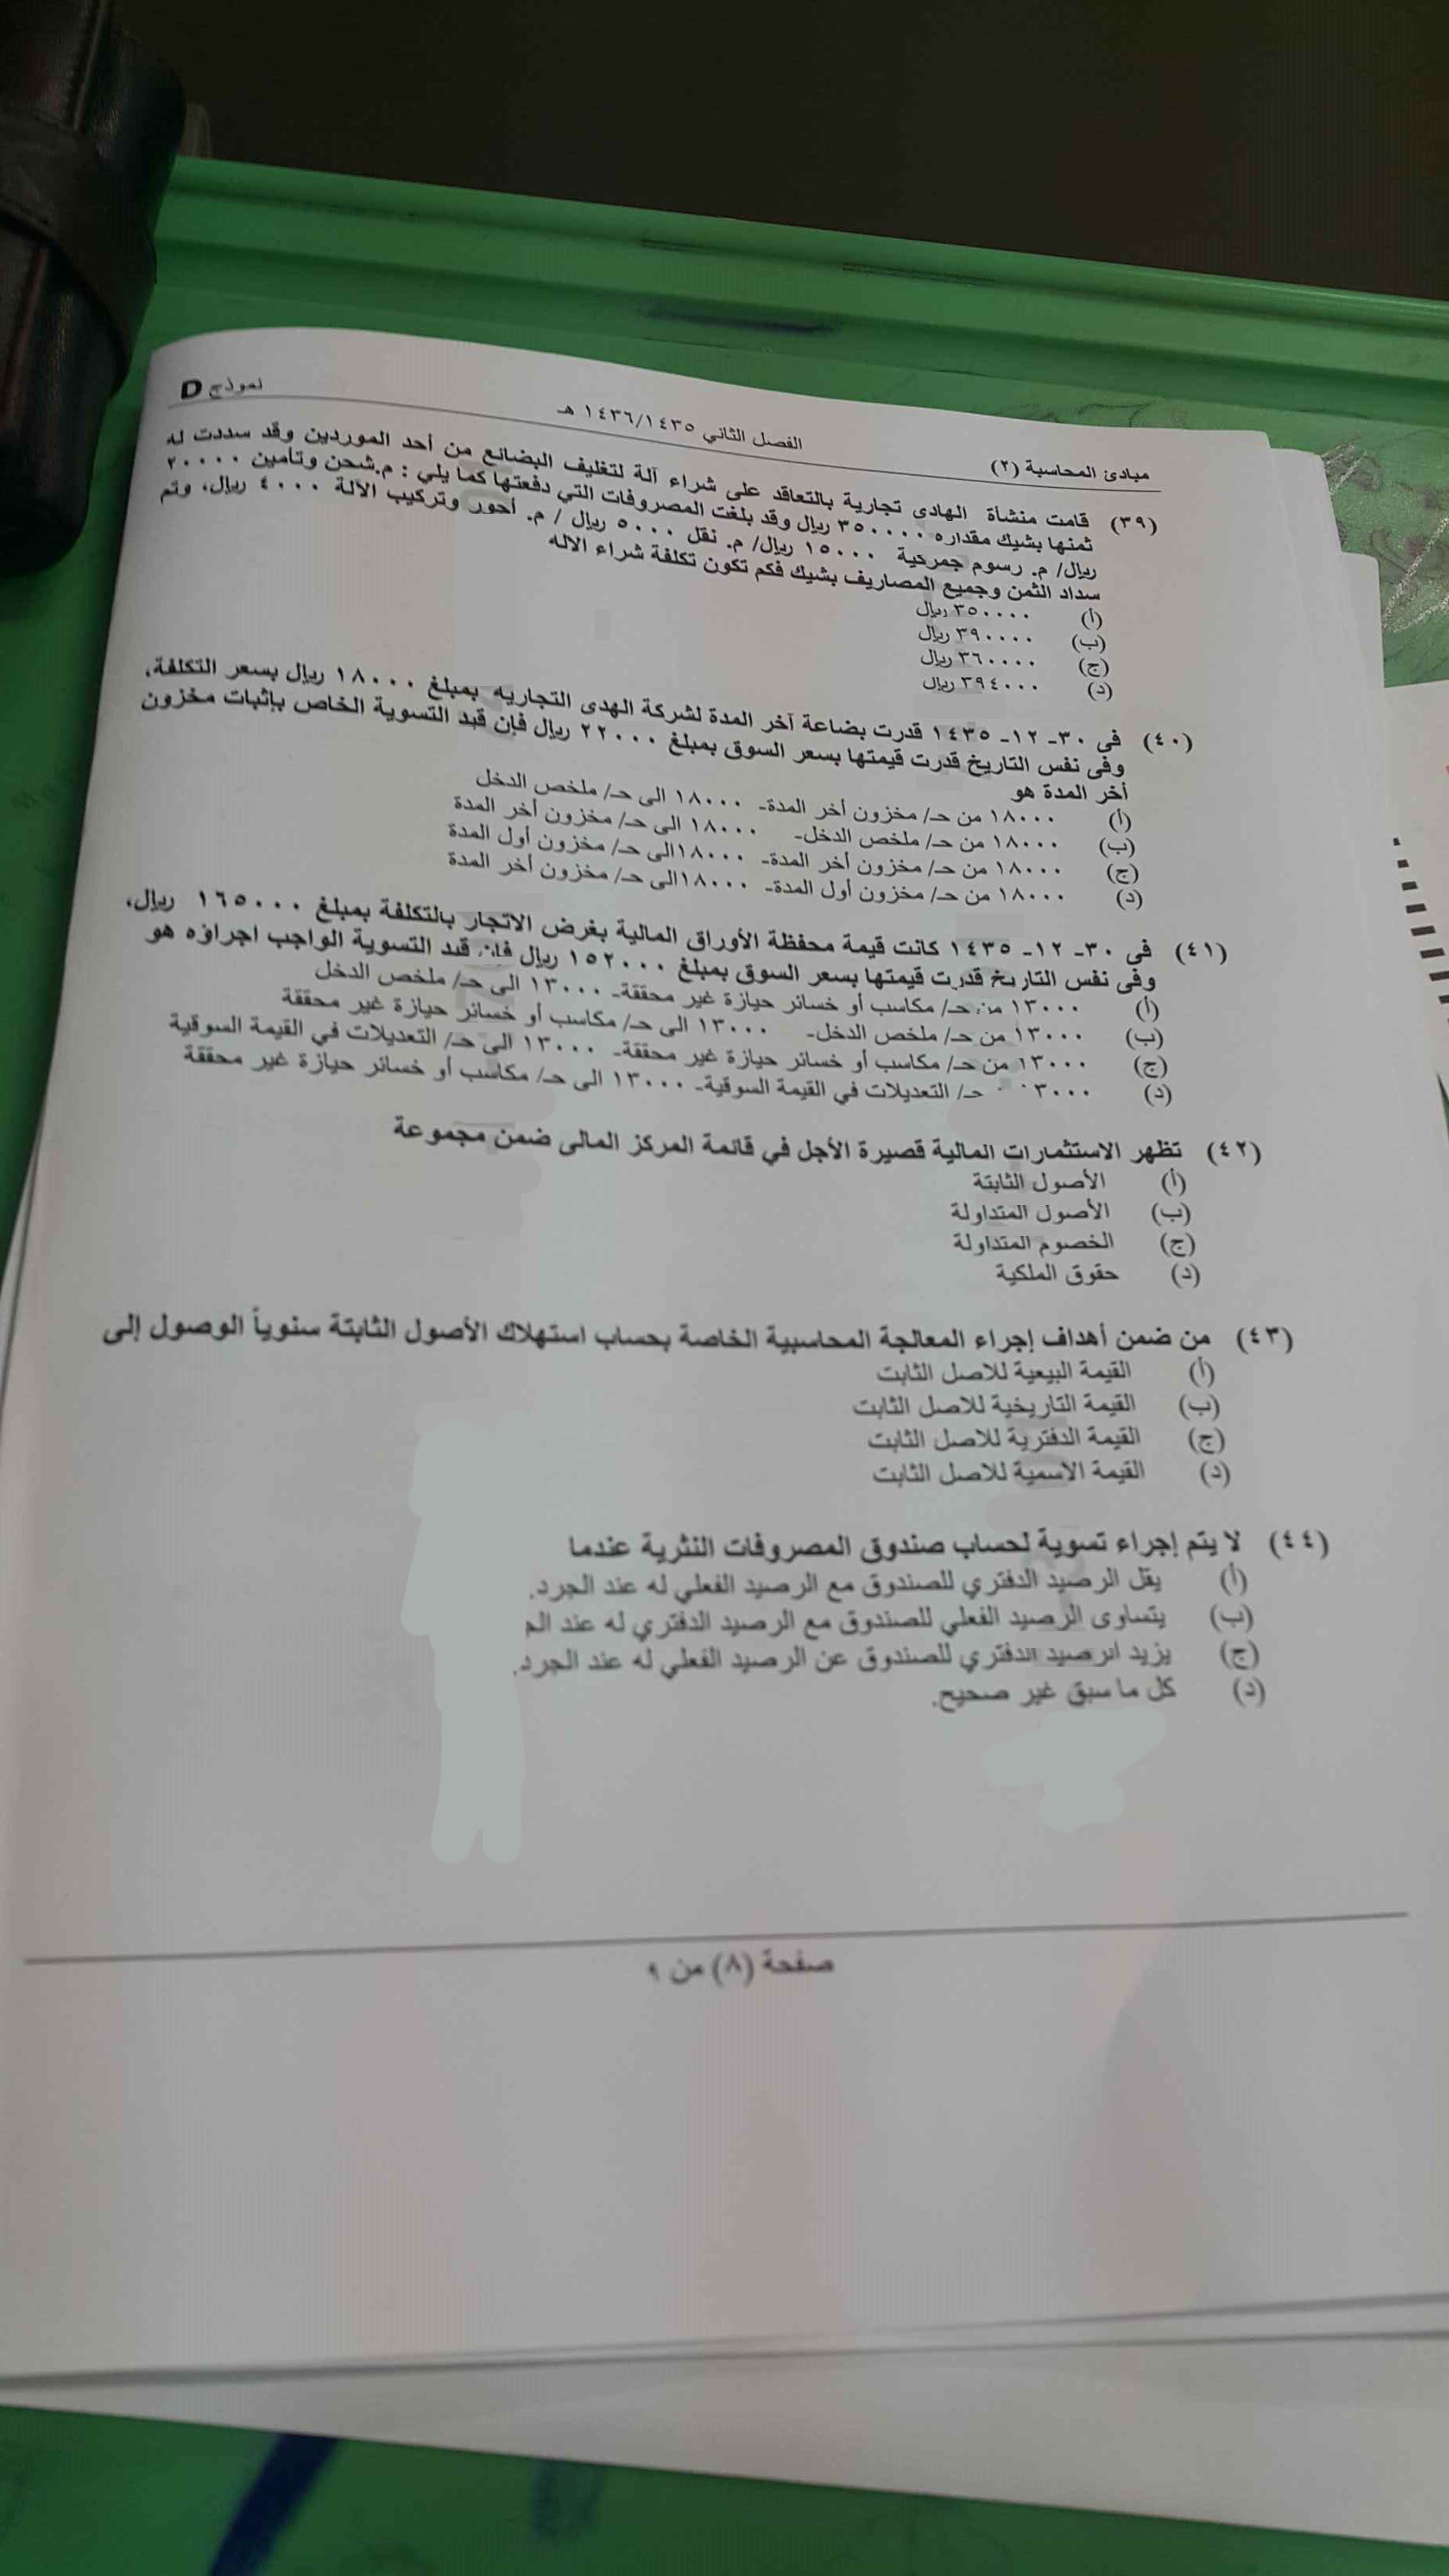 مبادئ المحاسبة (٢) الفصل الثاني ١٤٣٦/١٤٣٥ هـ نموذج D
(٣٩) قامت منشأة الهادى تجارية بالتعاقد على شراء آلة لتغليف البضائع من أحد الموردين وقد سددت له
ثمنها بشيك مقداره ٣٥٠٠٠٠ ريال وقد بلغت المصروفات التي دفعتها كما يلي : م.شحن وتأمين ٢٠٠٠٠
ريال/ م. رسوم جمرحية ١٥٠٠٠ ريال/ م. نقل ٥٠٠٠ ريال / م. أجور وتركيب الآلة ٤٠٠٠ ريال، وتم
سداد الثمن وجميع المصاريف بشيك فكم تكون تكلفة شراء الاله
(أ) ٣٥٠٠٠٠ ريال
(ب) ٣٩٠٠٠٠ ريال
(ج) ٣٦٠٠٠٠ ريال
(د) ٣٩٤٠٠٠ ريال
(٤٠) فى ٣٠- ١٢- ١٤٣٥ قدرت بضاعة آخر المدة لشركة الهدى التجاريه بمبلغ ١٨٠٠٠ ريال بسعر التكلفة،
وفى نفس التاريخ قدرت قيمتها بسعر السوق بمبلغ ٢٢٠٠٠ ريال فإن قيد التسوية الخاص بإثبات مخزون
أخر المدة هو
(أ) ١٨٠٠٠ من حـ/ مخزون أخر المدة- ١٨٠٠٠ الى حـ/ ملخص الدخل
(ب) ١٨٠٠٠ من حـ/ ملخص الدخل- ١٨٠٠٠ الى حـ/ مخزون أخر المدة
(ج) ١٨٠٠٠ من حـ/ مخزون أخر المدة- ١٨٠٠٠الى حـ/ مخزون أول المدة
(د) ١٨٠٠٠ من حـ/ مخزون أول المدة- ١٨٠٠٠الى حـ/ مخزون أخر المدة
(٤١) فى ٣٠- ١٢- ١٤٣٥ كانت قيمة محفظة الأوراق المالية بغرض الاتجار بالتكلفة بمبلغ ١٦٥٠٠٠ ريال،
وفى نفس التاريخ قدرت قيمتها بسعر السوق بمبلغ ١٥٢٠٠٠ ريال فإن قيد التسوية الواجب اجراؤه هو
(أ) ١٣٠٠٠ من حـ/ مكاسب أو خسائر حيازة غير محققة- ١٣٠٠٠ الى حـ/ ملخص الدخل
(ب) ١٣٠٠٠ من حـ/ ملخص الدخل- ١٣٠٠٠ الى حـ/ مكاسب أو خسائر حيازة غير محققة
(ج) ١٣٠٠٠ من حـ/ مكاسب أو خسائر حيازة غير محققة- ١٣٠٠٠ الى حـ/ التعديلات في القيمة السوقية
(د) حـ/ التعديلات في القيمة السوقية- ١٣٠٠٠ الى حـ/ مكاسب أو خسائر حيازة غير محققة
(٤٢) تظهر الاستثمارات المالية قصيرة الأجل في قائمة المركز المالى ضمن مجموعة
(أ) الأصول الثابتة
(ب) الأصول المتداولة
(ج) الخصوم المتداولة
(د) حقوق الملكية
(٤٣) من ضمن أهداف إجراء المعالجة المحاسبية الخاصة بحساب استهلاك الأصول الثابتة سنوياً الوصول إلى
(أ) القيمة البيعية للاصل الثابت
(ب) القيمة التاريخية للاصل الثابت
(ج) القيمة الدفترية للاصل الثابت
(د) القيمة الاسمية للاصل الثابت
(٤٤) لا يتم إجراء تسوية لحساب صندوق المصروفات النثرية عندما
(أ) يقل الرصيد الدفتري للصندوق مع الرصيد الفعلي له عند الجرد.
(ب) يتساوى الرصيد الفعلي للصندوق مع الرصيد الدفتري له عند
(ج) يزيد الرصيد الدفتري للصندوق عن الرصيد الفعلي له عند الجرد.
(د) كل ما سبق غير صحيح.
صفحة (٨) من ٩